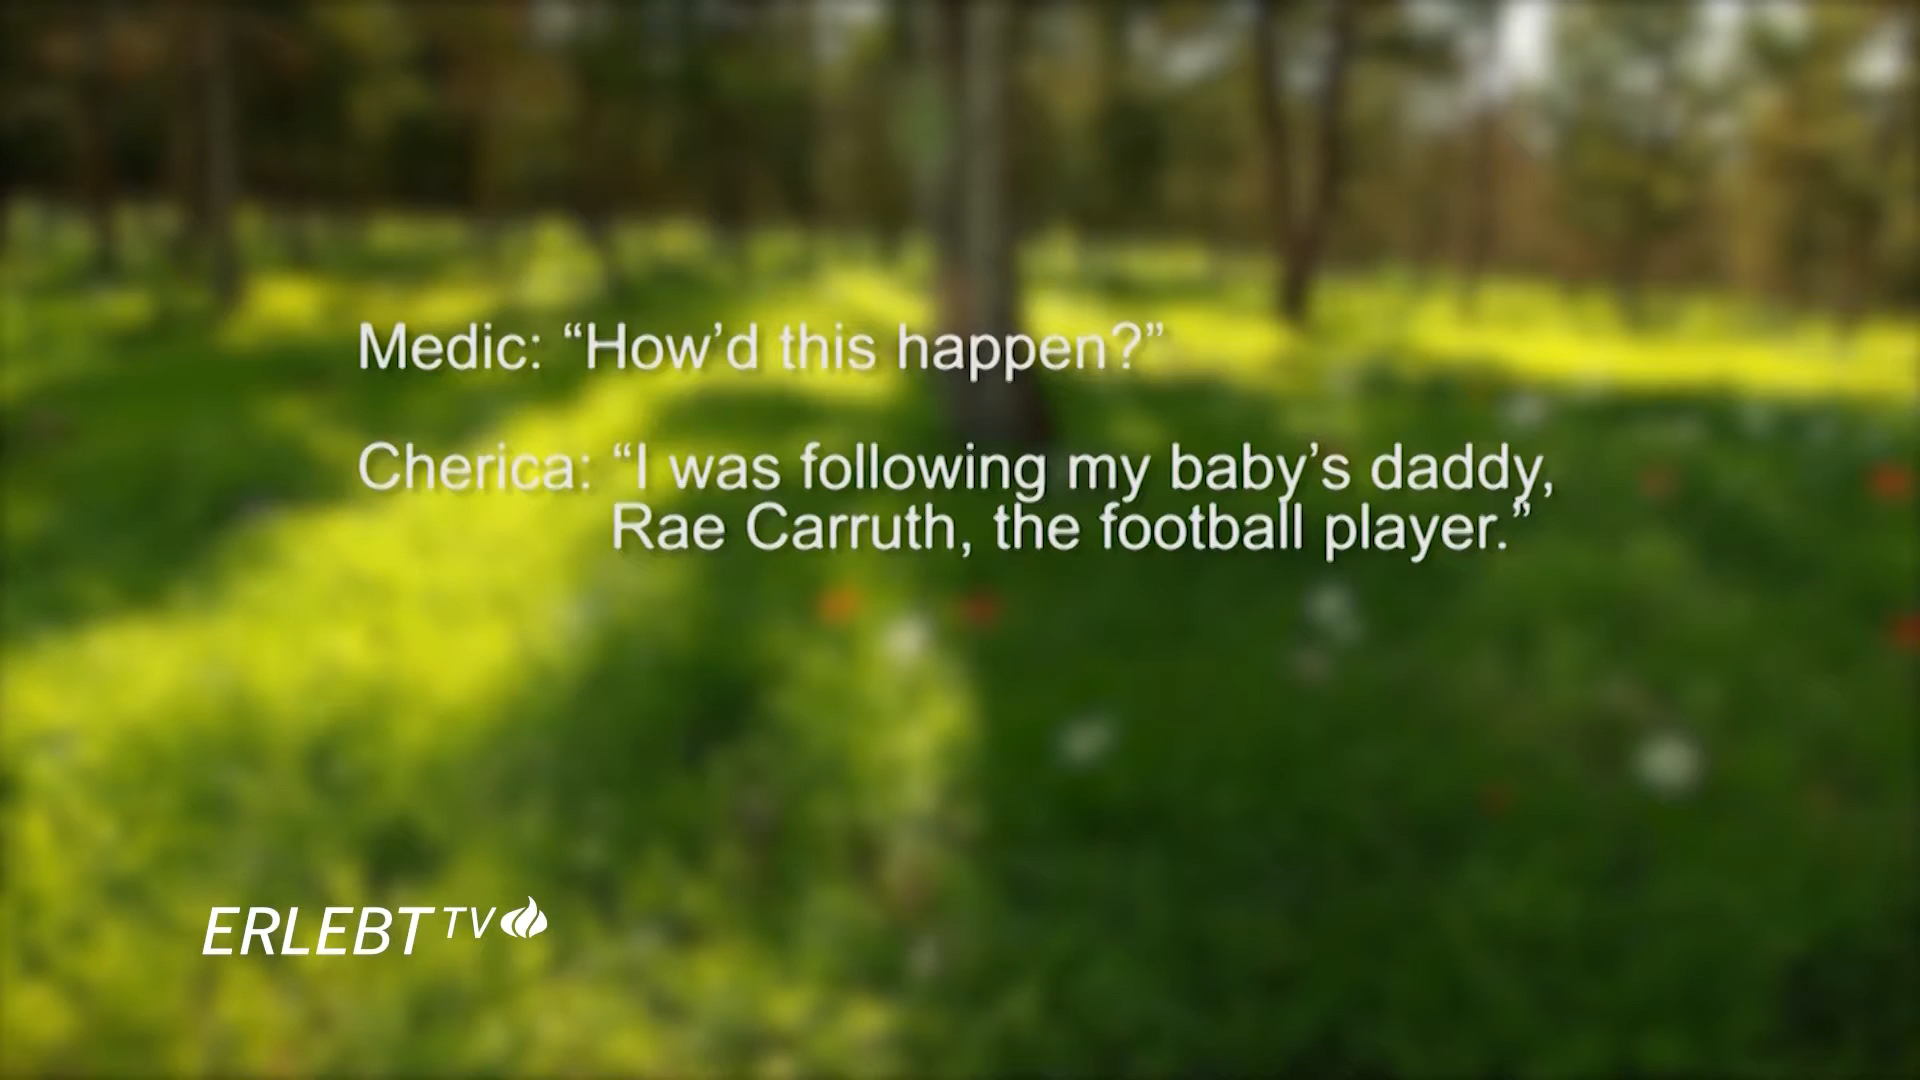 Medic: “How’d this happen?”
Cherica: “I was following my baby’s daddy,
Rae Carruth, the football player.”
ERLEBT TV